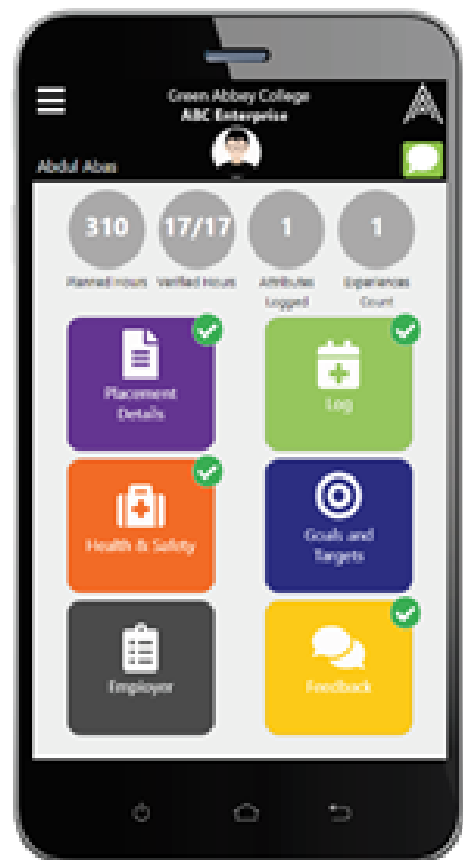 Green Abbey College
ABC Enterprise
Abdul Abas
310
17/17
1
1
Planned Hours
Verified Hours
Attributes
Logged
Experiences
Count
Placement
Details
Log
Health & Safety
Goals and
Targets
Employer
Feedback